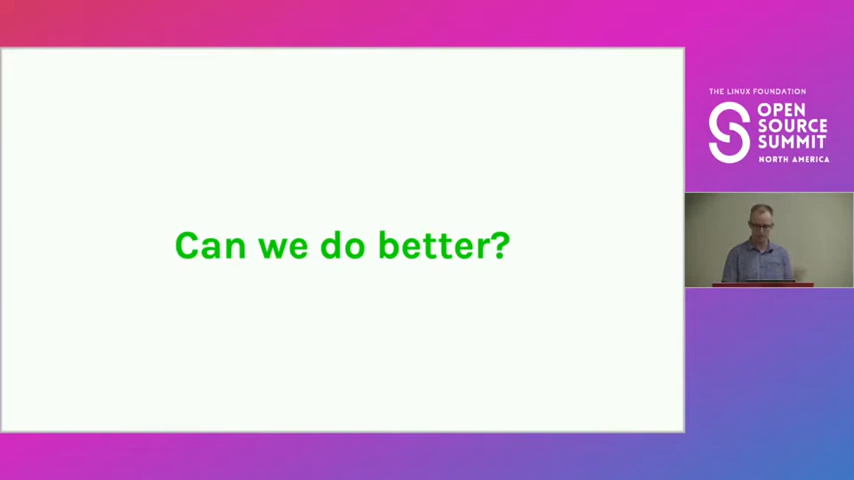 Can we do better?
THE LINUX FOUNDATION
OPEN
SOURCE
SUMMIT
NORTH AMERICA